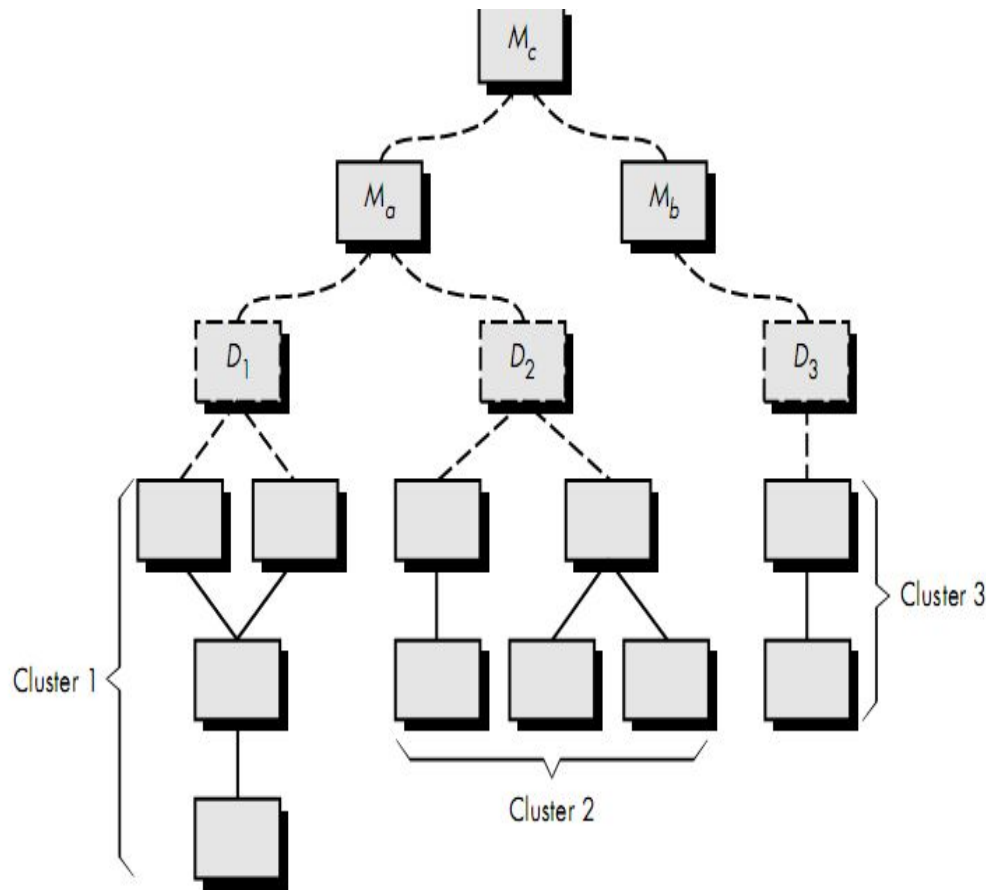 M_c
M_a
M_b
D_1
D_2
D_3
Cluster 3
Cluster 1
Cluster 2